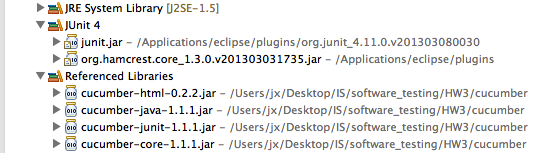 JRE System Library [J2SE-1.5]
JUnit 4
junit.jar - /Applications/eclipse/plugins/org.junit_4.11.0.v201303080030
org.hamcrest.core_1.3.0.v201303031735.jar - /Applications/eclipse/plugins
Referenced Libraries
cucumber-html-0.2.2.jar - /Users/jx/Desktop/IS/software_testing/HW3/cucumber
cucumber-java-1.1.1.jar - /Users/jx/Desktop/IS/software_testing/HW3/cucumber
cucumber-junit-1.1.1.jar - /Users/jx/Desktop/IS/software_testing/HW3/cucumber
cucumber-core-1.1.1.jar - /Users/jx/Desktop/IS/software_testing/HW3/cucumber